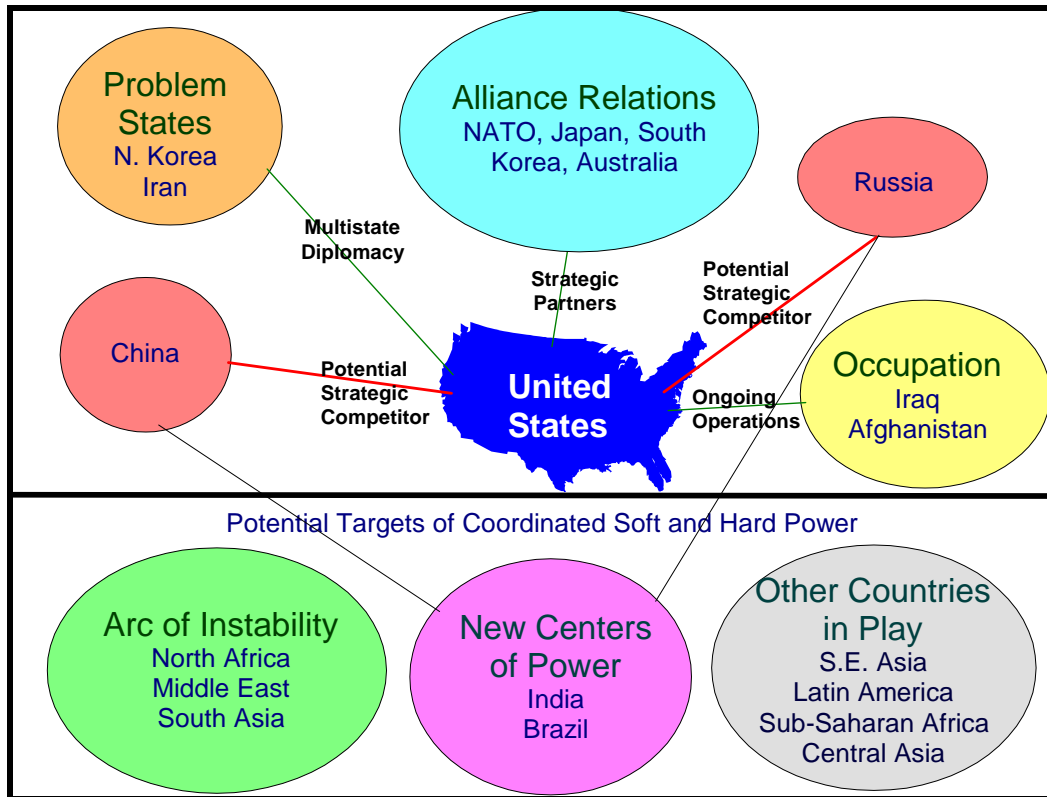 Problem
States
N. Korea
Iran
Alliance Relations
NATO, Japan, South
Korea, Australia
Russia
Multistate
Diplomacy
Strategic
Partners
Potential
Strategic
Competitor
China
Potential
Strategic
Competitor
United
States
Ongoing
Operations
Occupation
Iraq
Afghanistan
Potential Targets of Coordinated Soft and Hard Power
Arc of Instability
North Africa
Middle East
South Asia
New Centers
of Power
India
Brazil
Other Countries
in Play
S.E. Asia
Latin America
Sub-Saharan Africa
Central Asia